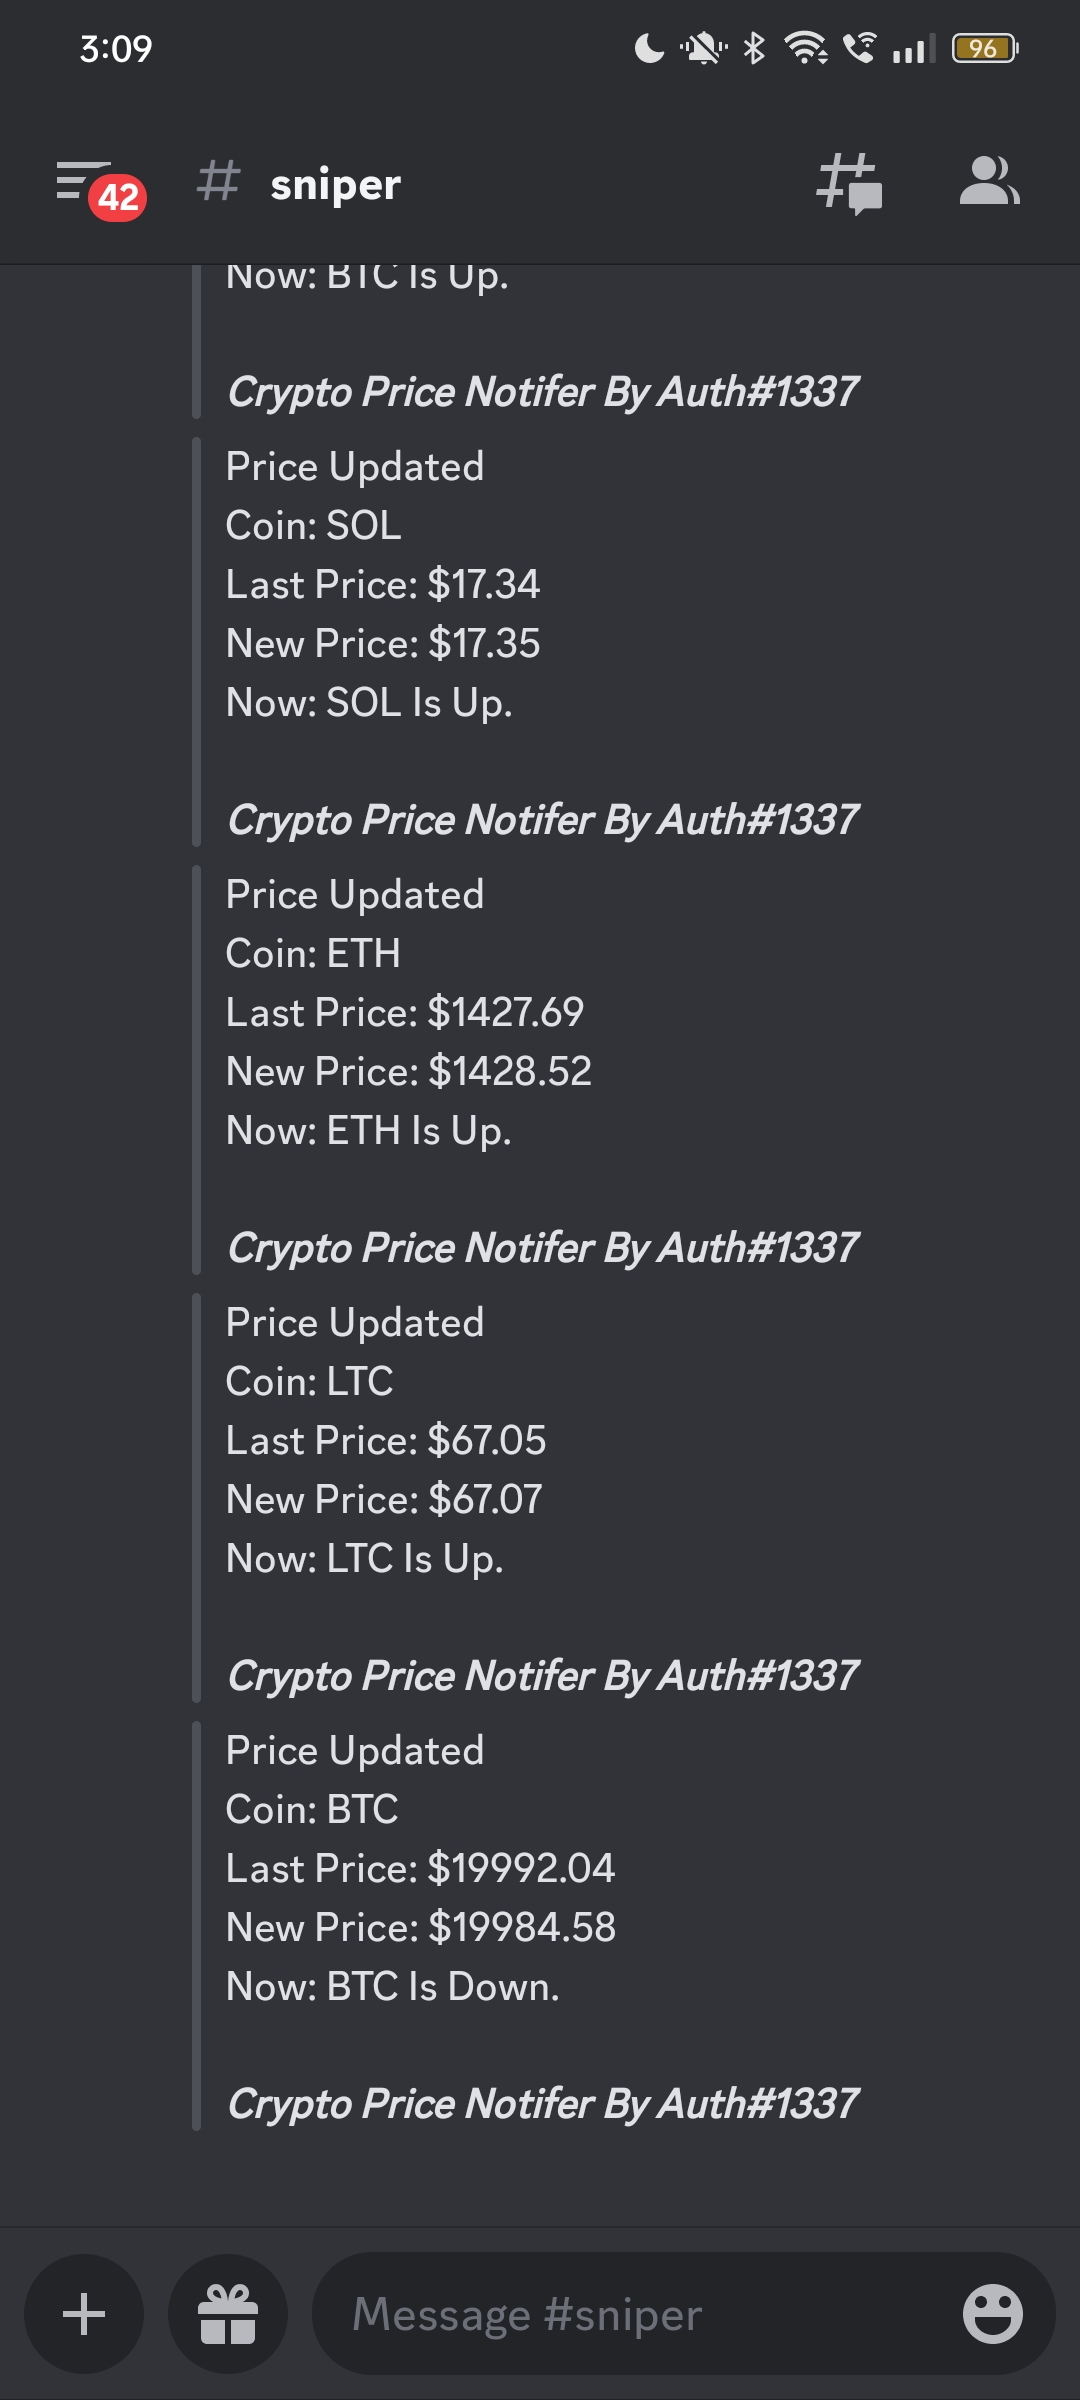 3:09
96
42
# sniper
Now: BTC Is Up.
Crypto Price Notifer By Auth#1337
Price Updated
Coin: SOL
Last Price: $17.34
New Price: $17.35
Now: SOL Is Up.
Crypto Price Notifer By Auth#1337
Price Updated
Coin: ETH
Last Price: $1427.69
New Price: $1428.52
Now: ETH Is Up.
Crypto Price Notifer By Auth#1337
Price Updated
Coin: LTC
Last Price: $67.05
New Price: $67.07
Now: LTC Is Up.
Crypto Price Notifer By Auth#1337
Price Updated
Coin: BTC
Last Price: $19992.04
New Price: $19984.58
Now: BTC Is Down.
Crypto Price Notifer By Auth#1337
Message #sniper